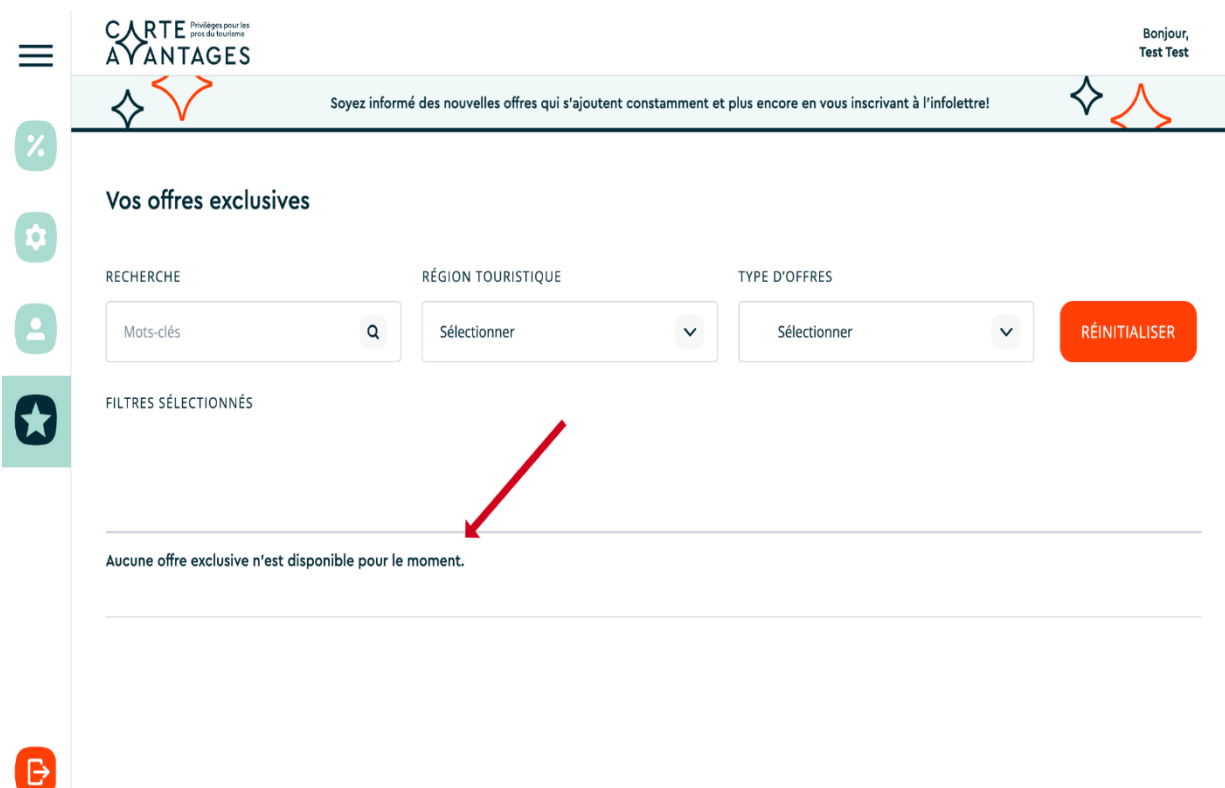 CARTE Privilèges pour les
pros du tourisme
AVANTAGES
Bonjour,
Test Test
Soyez informé des nouvelles offres qui s'ajoutent constamment et plus encore en vous inscrivant à l'infolettre!
Vos offres exclusives
RECHERCHE RÉGION TOURISTIQUE TYPE D'OFFRES
Mots-clés Sélectionner Sélectionner RÉINITIALISER
FILTRES SÉLECTIONNÉS
Aucune offre exclusive n'est disponible pour le moment.